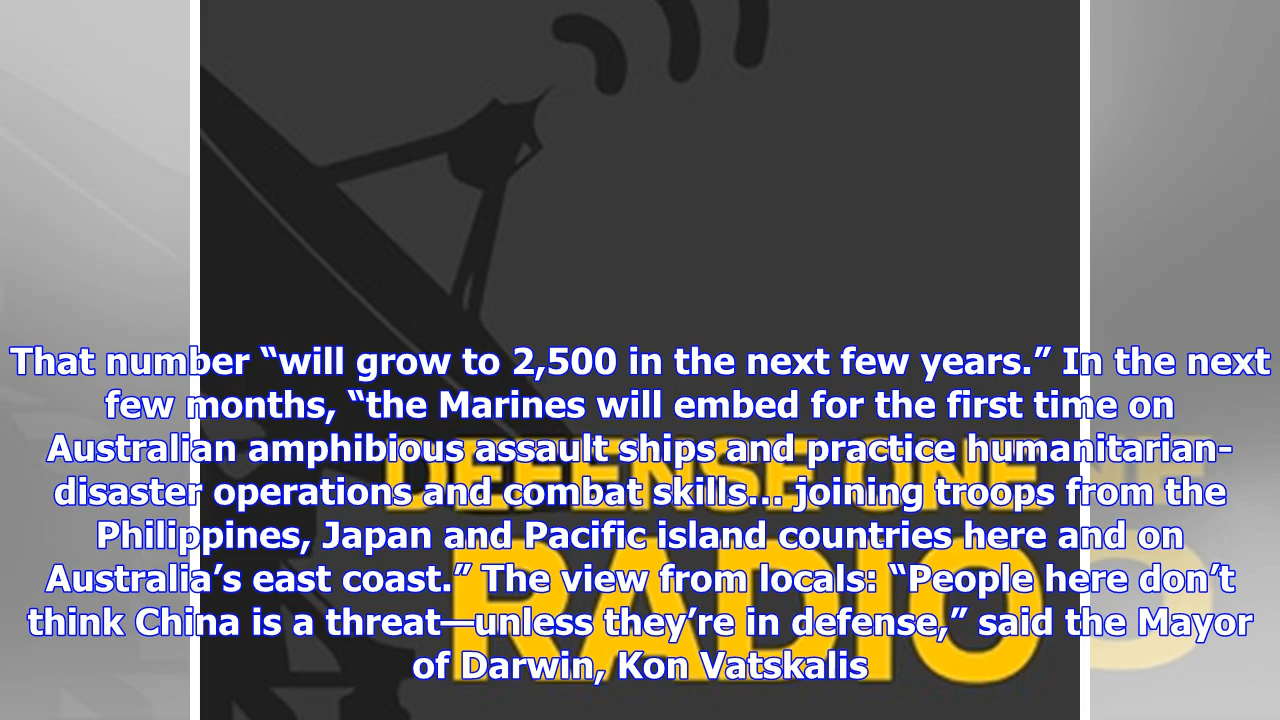 That number “will grow to 2,500 in the next few years.” In the next
few months, “the Marines will embed for the first time on
Australian amphibious assault ships and practice humanitarian-
disaster operations and combat skills… joining troops from the
Philippines, Japan and Pacific island countries here and on
Australia’s east coast.” The view from locals: “People here don’t
think China is a threat—unless they’re in defense,” said the Mayor
of Darwin, Kon Vatskalis
DEFENSE ONE
RADIO